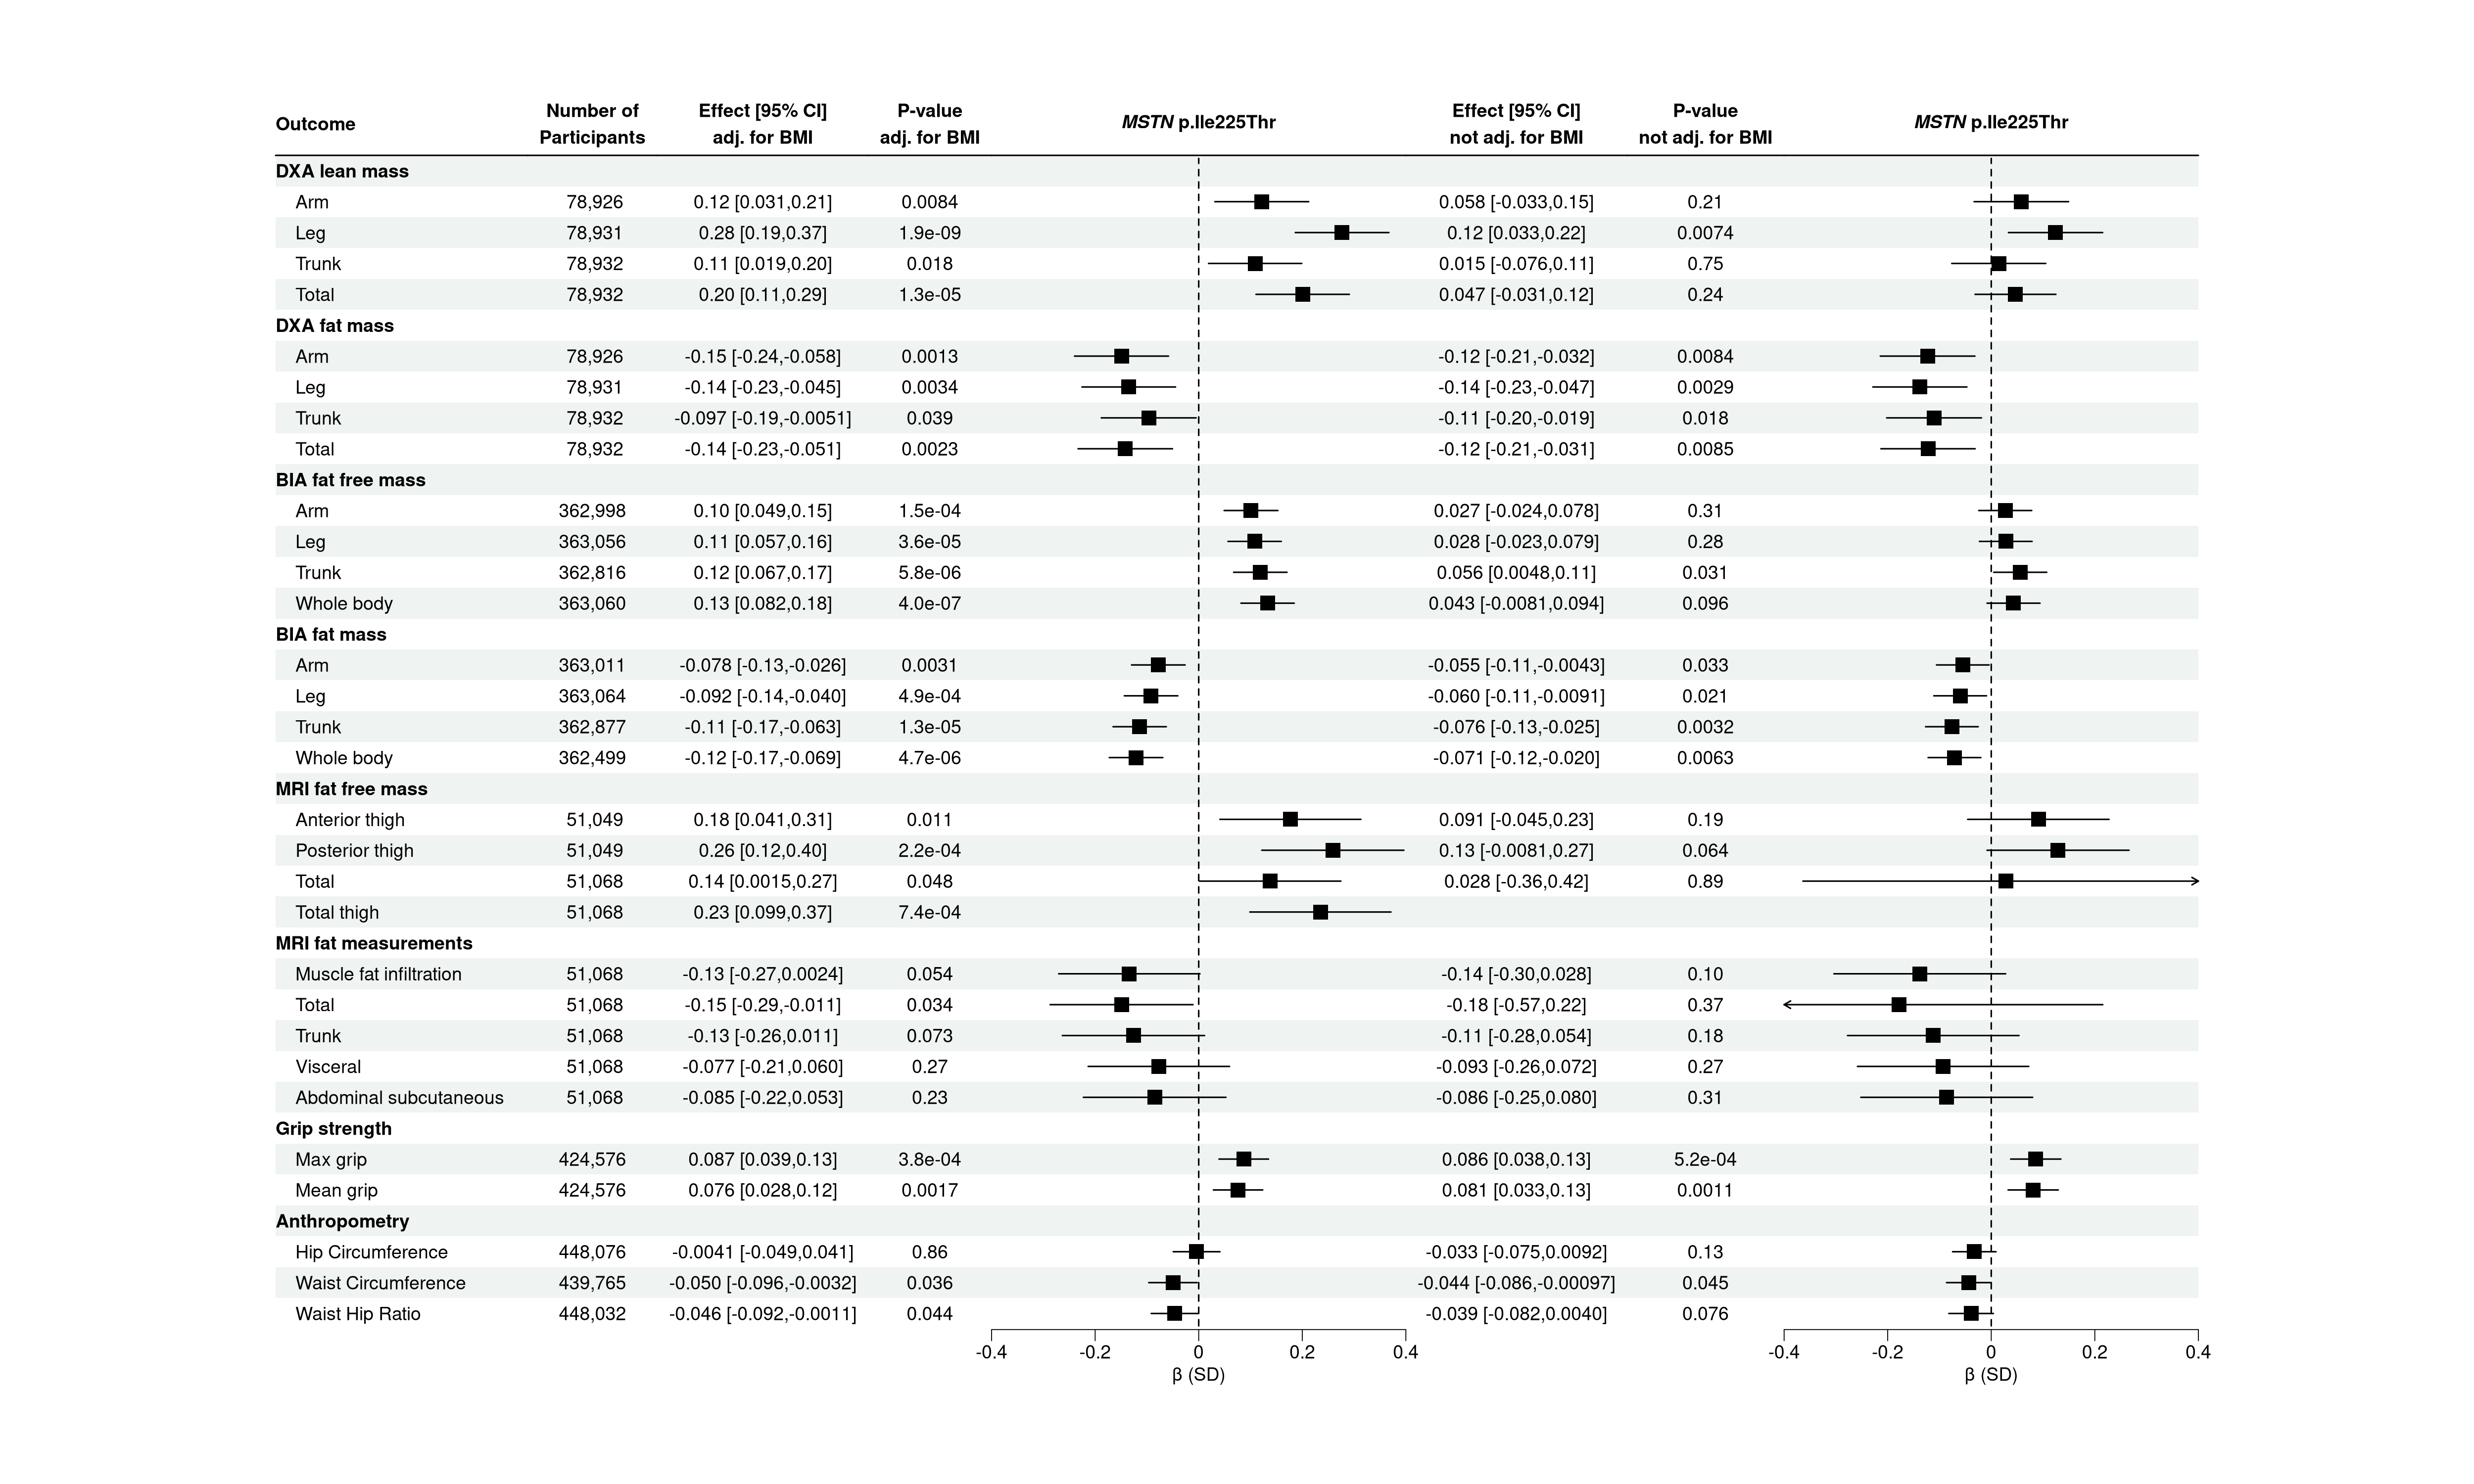 Outcome Number of Participants Effect [95% CI] adj. for BMI P-value adj. for BMI MSTN p.Ile225Thr Effect [95% CI] not adj. for BMI P-value not adj. for BMI MSTN p.Ile225Thr
DXA lean mass
Arm 78,926 0.12 [0.031,0.21] 0.0084 0.058 [-0.033,0.15] 0.21
Leg 78,931 0.28 [0.19,0.37] 1.9e-09 0.12 [0.033,0.22] 0.0074
Trunk 78,932 0.11 [0.019,0.20] 0.018 0.015 [-0.076,0.11] 0.75
Total 78,932 0.20 [0.11,0.29] 1.3e-05 0.047 [-0.031,0.12] 0.24
DXA fat mass
Arm 78,926 -0.15 [-0.24,-0.058] 0.0013 -0.12 [-0.21,-0.032] 0.0084
Leg 78,931 -0.14 [-0.23,-0.045] 0.0034 -0.14 [-0.23,-0.047] 0.0029
Trunk 78,932 -0.097 [-0.19,-0.0051] 0.039 -0.11 [-0.20,-0.019] 0.018
Total 78,932 -0.14 [-0.23,-0.051] 0.0023 -0.12 [-0.21,-0.031] 0.0085
BIA fat free mass
Arm 362,998 0.10 [0.049,0.15] 1.5e-04 0.027 [-0.024,0.078] 0.31
Leg 363,056 0.11 [0.057,0.16] 3.6e-05 0.028 [-0.023,0.079] 0.28
Trunk 362,816 0.12 [0.067,0.17] 5.8e-06 0.056 [0.0048,0.11] 0.031
Whole body 363,060 0.13 [0.082,0.18] 4.0e-07 0.043 [-0.0081,0.094] 0.096
BIA fat mass
Arm 363,011 -0.078 [-0.13,-0.026] 0.0031 -0.055 [-0.11,-0.0043] 0.033
Leg 363,064 -0.092 [-0.14,-0.040] 4.9e-04 -0.060 [-0.11,-0.0091] 0.021
Trunk 362,877 -0.11 [-0.17,-0.063] 1.3e-05 -0.076 [-0.13,-0.025] 0.0032
Whole body 362,499 -0.12 [-0.17,-0.069] 4.7e-06 -0.071 [-0.12,-0.020] 0.0063
MRI fat free mass
Anterior thigh 51,049 0.18 [0.041,0.31] 0.011 0.091 [-0.045,0.23] 0.19
Posterior thigh 51,049 0.26 [0.12,0.40] 2.2e-04 0.13 [-0.0081,0.27] 0.064
Total 51,068 0.14 [0.0015,0.27] 0.048 0.028 [-0.36,0.42] 0.89
Total thigh 51,068 0.23 [0.099,0.37] 7.4e-04
MRI fat measurements
Muscle fat infiltration 51,068 -0.13 [-0.27,0.0024] 0.054 -0.14 [-0.30,0.028] 0.10
Total 51,068 -0.15 [-0.29,-0.011] 0.034 -0.18 [-0.57,0.22] 0.37
Trunk 51,068 -0.13 [-0.26,0.011] 0.073 -0.11 [-0.28,0.054] 0.18
Visceral 51,068 -0.077 [-0.21,0.060] 0.27 -0.093 [-0.26,0.072] 0.27
Abdominal subcutaneous 51,068 -0.085 [-0.22,0.053] 0.23 -0.086 [-0.25,0.080] 0.31
Grip strength
Max grip 424,576 0.087 [0.039,0.13] 3.8e-04 0.086 [0.038,0.13] 5.2e-04
Mean grip 424,576 0.076 [0.028,0.12] 0.0017 0.081 [0.033,0.13] 0.0011
Anthropometry
Hip Circumference 448,076 -0.0041 [-0.049,0.041] 0.86 -0.033 [-0.075,0.0092] 0.13
Waist Circumference 439,765 -0.050 [-0.096,-0.0032] 0.036 -0.044 [-0.086,-0.00097] 0.045
Waist Hip Ratio 448,032 -0.046 [-0.092,-0.0011] 0.044 -0.039 [-0.082,0.0040] 0.076
-0.4 -0.2 0 0.2 0.4 -0.4 -0.2 0 0.2 0.4
β (SD) β (SD)